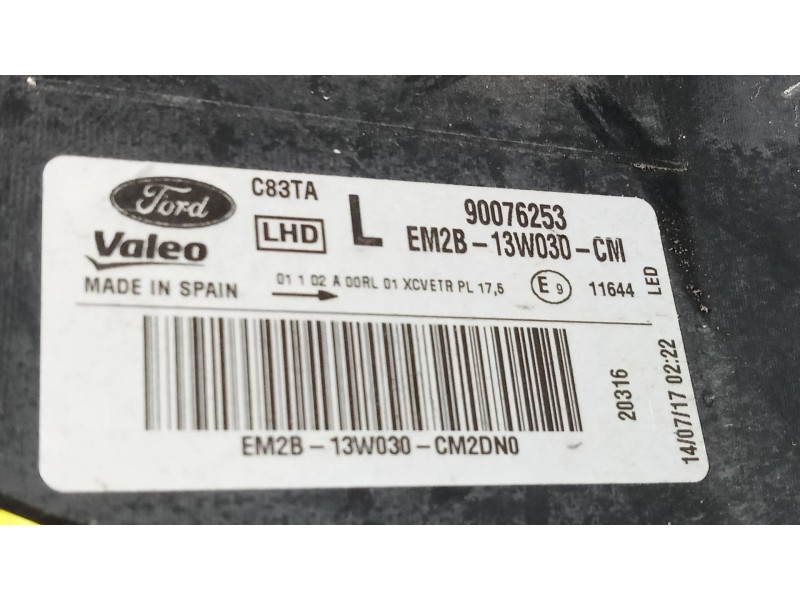 Ford
C83TA
Valeo
LHD
L
90076253
EM2B-13W030-CM
MADE IN SPAIN
01 1 02 A 00RL 01 XCVETR PL 17,5
E 9
11644
LED
EM2B-13W030-CM2DN0
20316
14/07/17 02:22